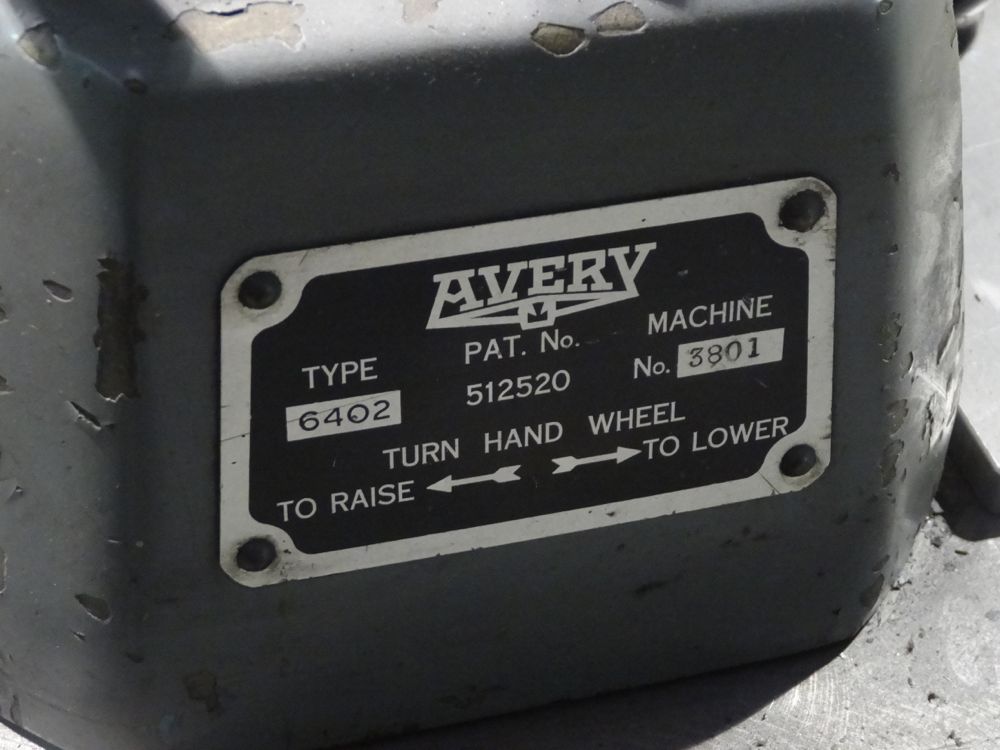 AVERY
TYPE
6402
PAT. No.
512520
MACHINE
No. 3801
TURN HAND WHEEL
TO RAISE TO LOWER